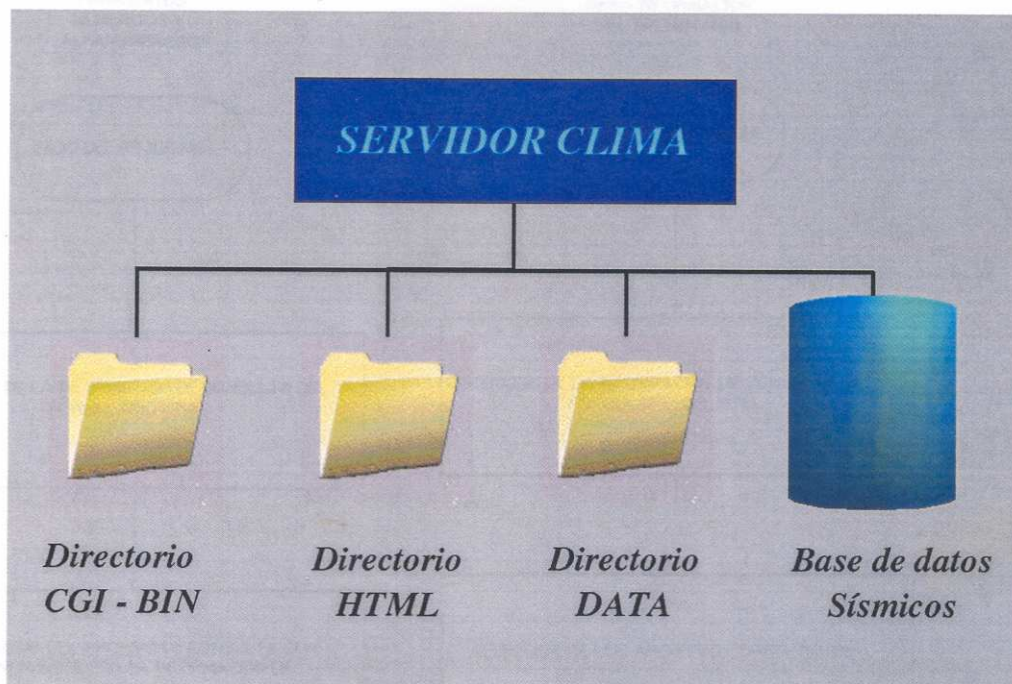 SERVIDOR CLIMA
Directorio
CGI - BIN
Directorio
HTML
Directorio
DATA
Base de datos
Sísmicos